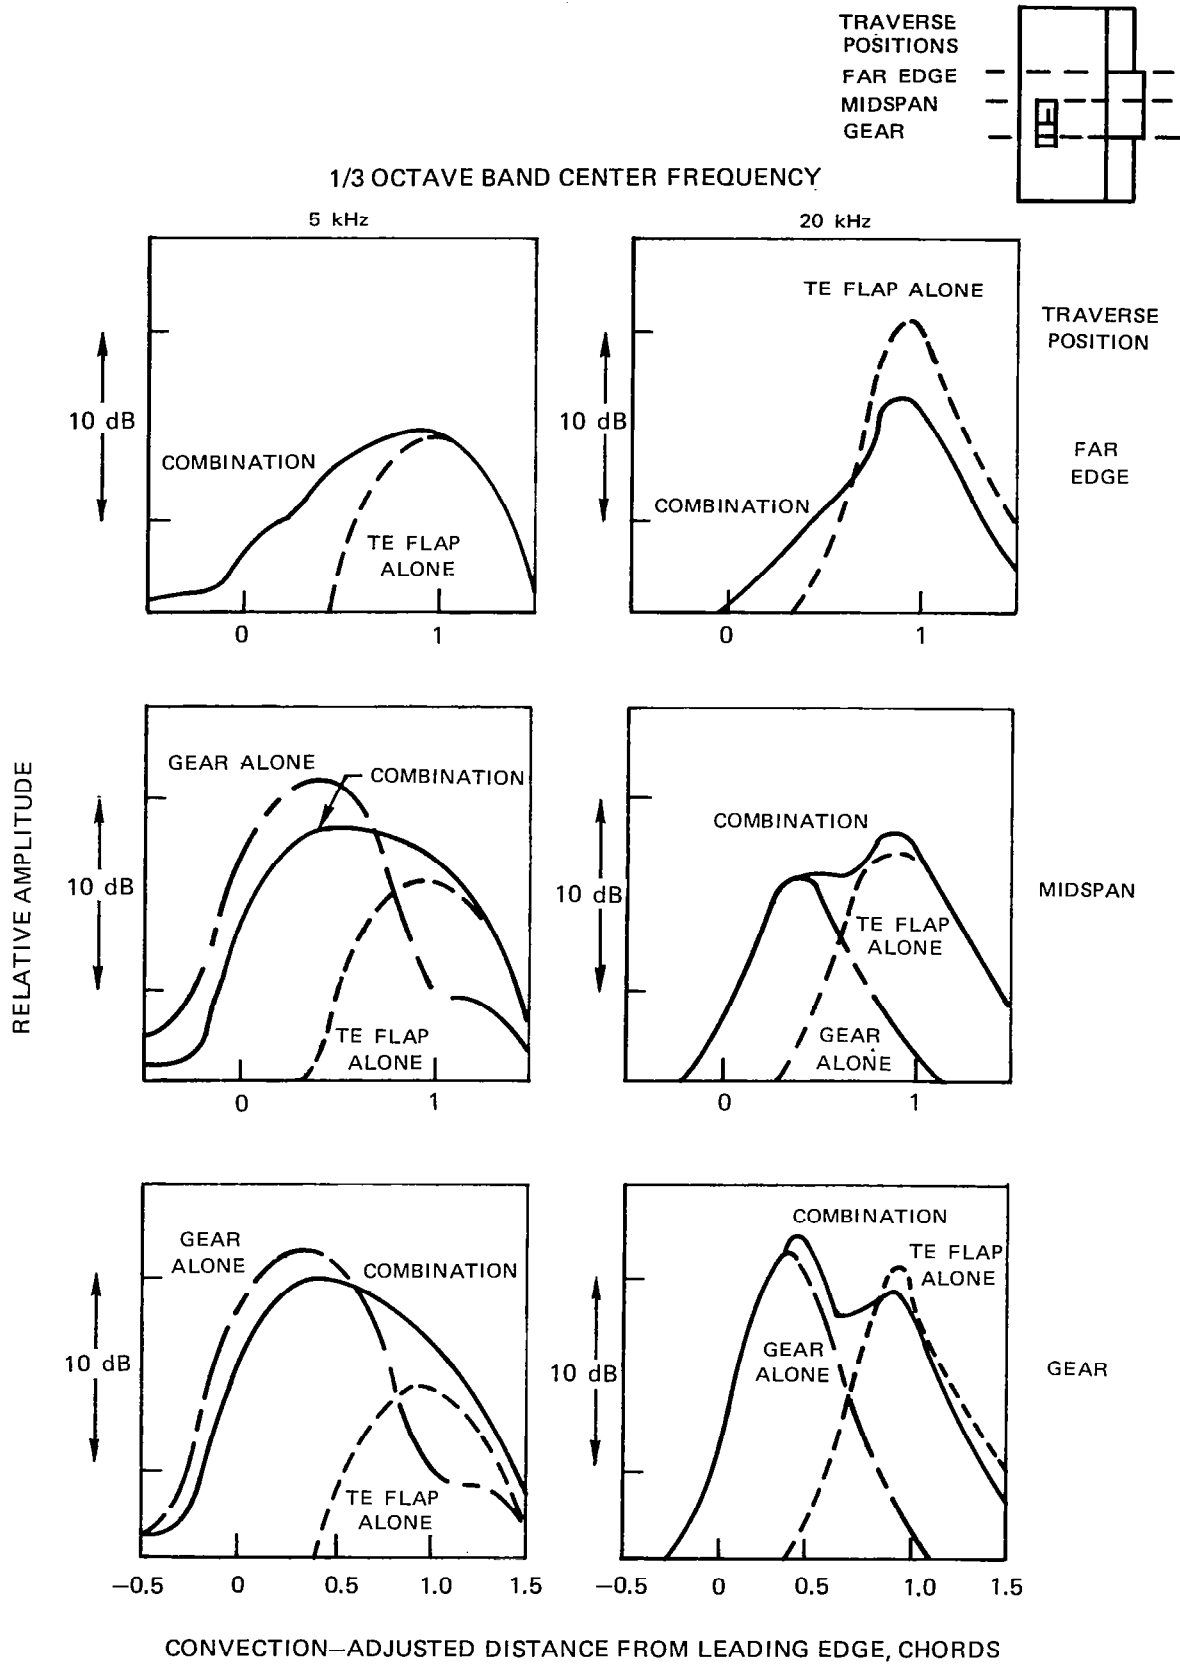 TRAVERSE
POSITIONS
FAR EDGE
MIDSPAN
GEAR
1/3 OCTAVE BAND CENTER FREQUENCY
5 kHz
20 kHz
10 dB
COMBINATION
TE FLAP
ALONE
0 1
10 dB
TE FLAP ALONE
COMBINATION
0 1
TRAVERSE
POSITION
FAR
EDGE
RELATIVE AMPLITUDE
10 dB
GEAR ALONE
COMBINATION
TE FLAP
ALONE
0 1
10 dB
COMBINATION
TE FLAP
ALONE
GEAR
ALONE
0 1
MIDSPAN
10 dB
GEAR
ALONE
COMBINATION
TE FLAP
ALONE
−0.5 0 0.5 1.0 1.5
10 dB
COMBINATION
TE FLAP
ALONE
GEAR
ALONE
−0.5 0 0.5 1.0 1.5
GEAR
CONVECTION—ADJUSTED DISTANCE FROM LEADING EDGE, CHORDS